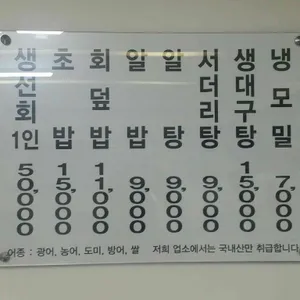 생선회 1인 50,000
초밥 15,000
회덮밥 11,000
알밥 9,000
알탕 9,000
서더리탕 9,000
생대구탕 15,000
냉모밀 7,000
어종 : 광어, 농어, 도미, 방어, 쌀 저희 업소에서는 국내산만 취급합니다